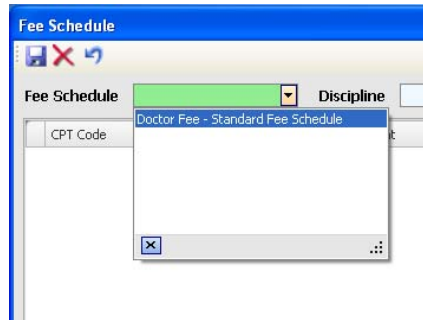 Fee Schedule
Fee Schedule Discipline
Doctor Fee - Standard Fee Schedule
CPT Code